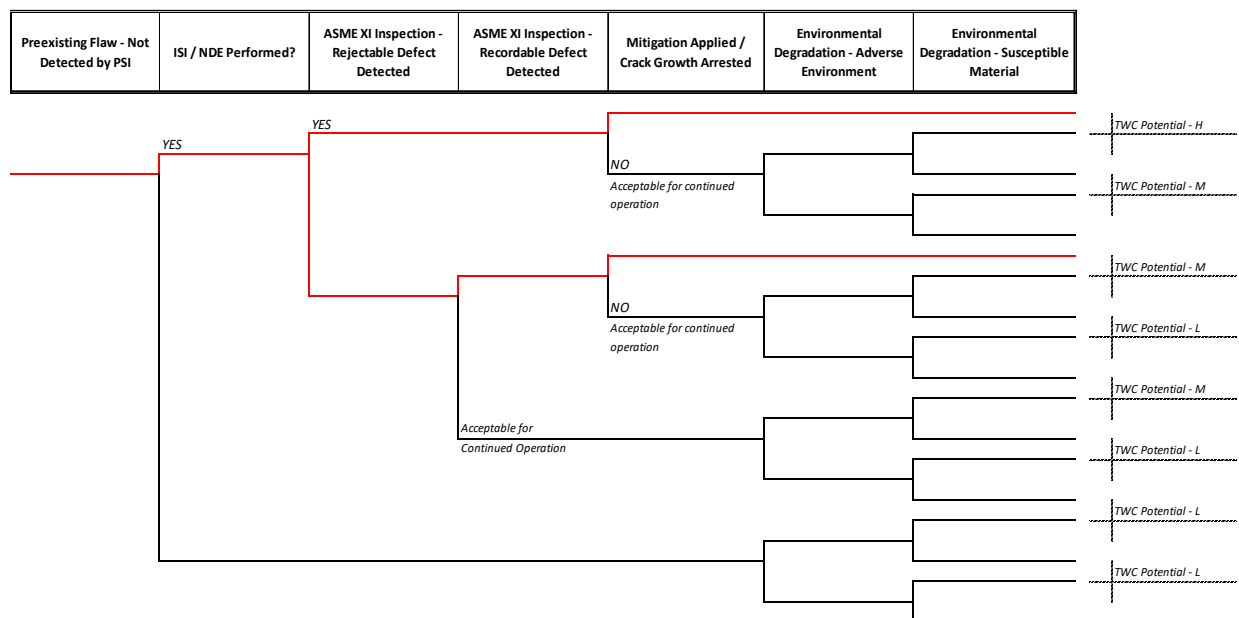 Preexisting Flaw - Not
Detected by PSI
ISI / NDE Performed?
ASME XI Inspection -
Rejectable Defect
Detected
ASME XI Inspection -
Recordable Defect
Detected
Mitigation Applied /
Crack Growth Arrested
Environmental
Degradation - Adverse
Environment
Environmental
Degradation - Susceptible
Material
YES
YES
NO
Acceptable for continued
operation
TWC Potential - H
TWC Potential - M
NO
Acceptable for continued
operation
TWC Potential - M
TWC Potential - L
TWC Potential - M
Acceptable for
Continued Operation
TWC Potential - L
TWC Potential - L
TWC Potential - L